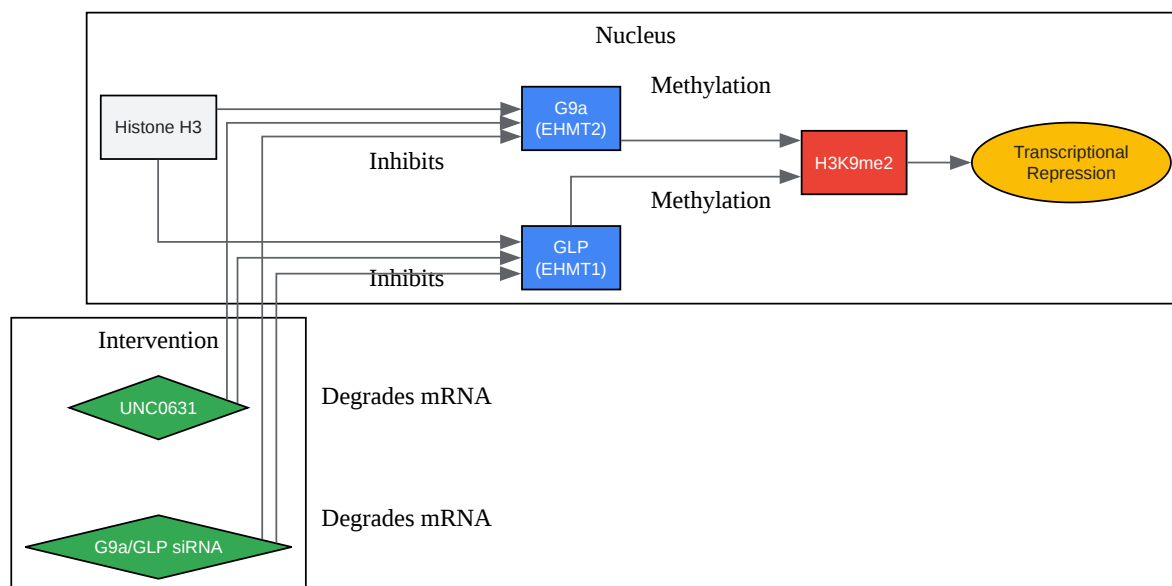 Nucleus
Histone H3
G9a
(EHMT2)
Methylation
Inhibits
H3K9me2
Transcriptional
Repression
Methylation
GLP
(EHMT1)
Inhibits
Intervention
UNC0631
Degrades mRNA
G9a/GLP siRNA
Degrades mRNA